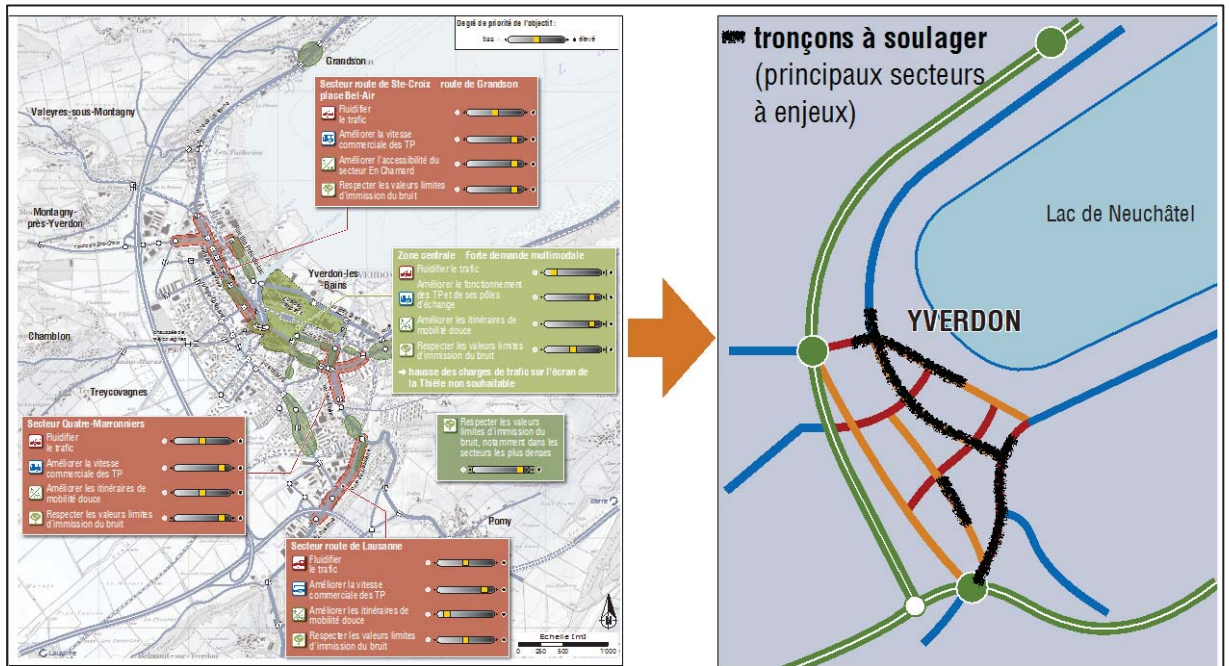 Degré de priorité de l'objectif :
bas
élevé
Grandson
Valeyres-sous-Montagny
Les Tuileries
Montagny-
près-Yverdon
Chamblon
Treycovagnes
Yverdon-les
-Bains
Pomy
Secteur route de Ste-Croix route de Grandson
place Bel-Air
Fluidifier
le trafic
Améliorer la vitesse
commerciale des TP
Améliorer l'accessibilité du
secteur En Chamard
Respecter les valeurs limites
d'immission du bruit
Zone centrale Forte demande multimodale
Fluidifier le trafic
Améliorer le fonctionnement
des TP et de ses pôles
d'échange
Améliorer les itinéraires de
mobilité douce
Respecter les valeurs limites
d'immission du bruit
➔ hausse des charges de trafic sur l'écran de
la Thièle non souhaitable
Secteur Quatre-Marronniers
Fluidifier
le trafic
Améliorer la vitesse
commerciale des TP
Améliorer les itinéraires de
mobilité douce
Respecter les valeurs limites
d'immission du bruit
Respecter les valeurs
limites d'immission du
bruit, notamment dans les
secteurs les plus denses
Secteur route de Lausanne
Fluidifier
le trafic
Améliorer la vitesse
commerciale des TP
Améliorer les itinéraires de
mobilité douce
Respecter les valeurs limites
d'immission du bruit
Echelle [m]
0 250 500 1'000
N
Lausanne
Berne
Belmont-sur-Yverdon
tronçons à soulager
(principaux secteurs
à enjeux)
Lac de Neuchâtel
YVERDON